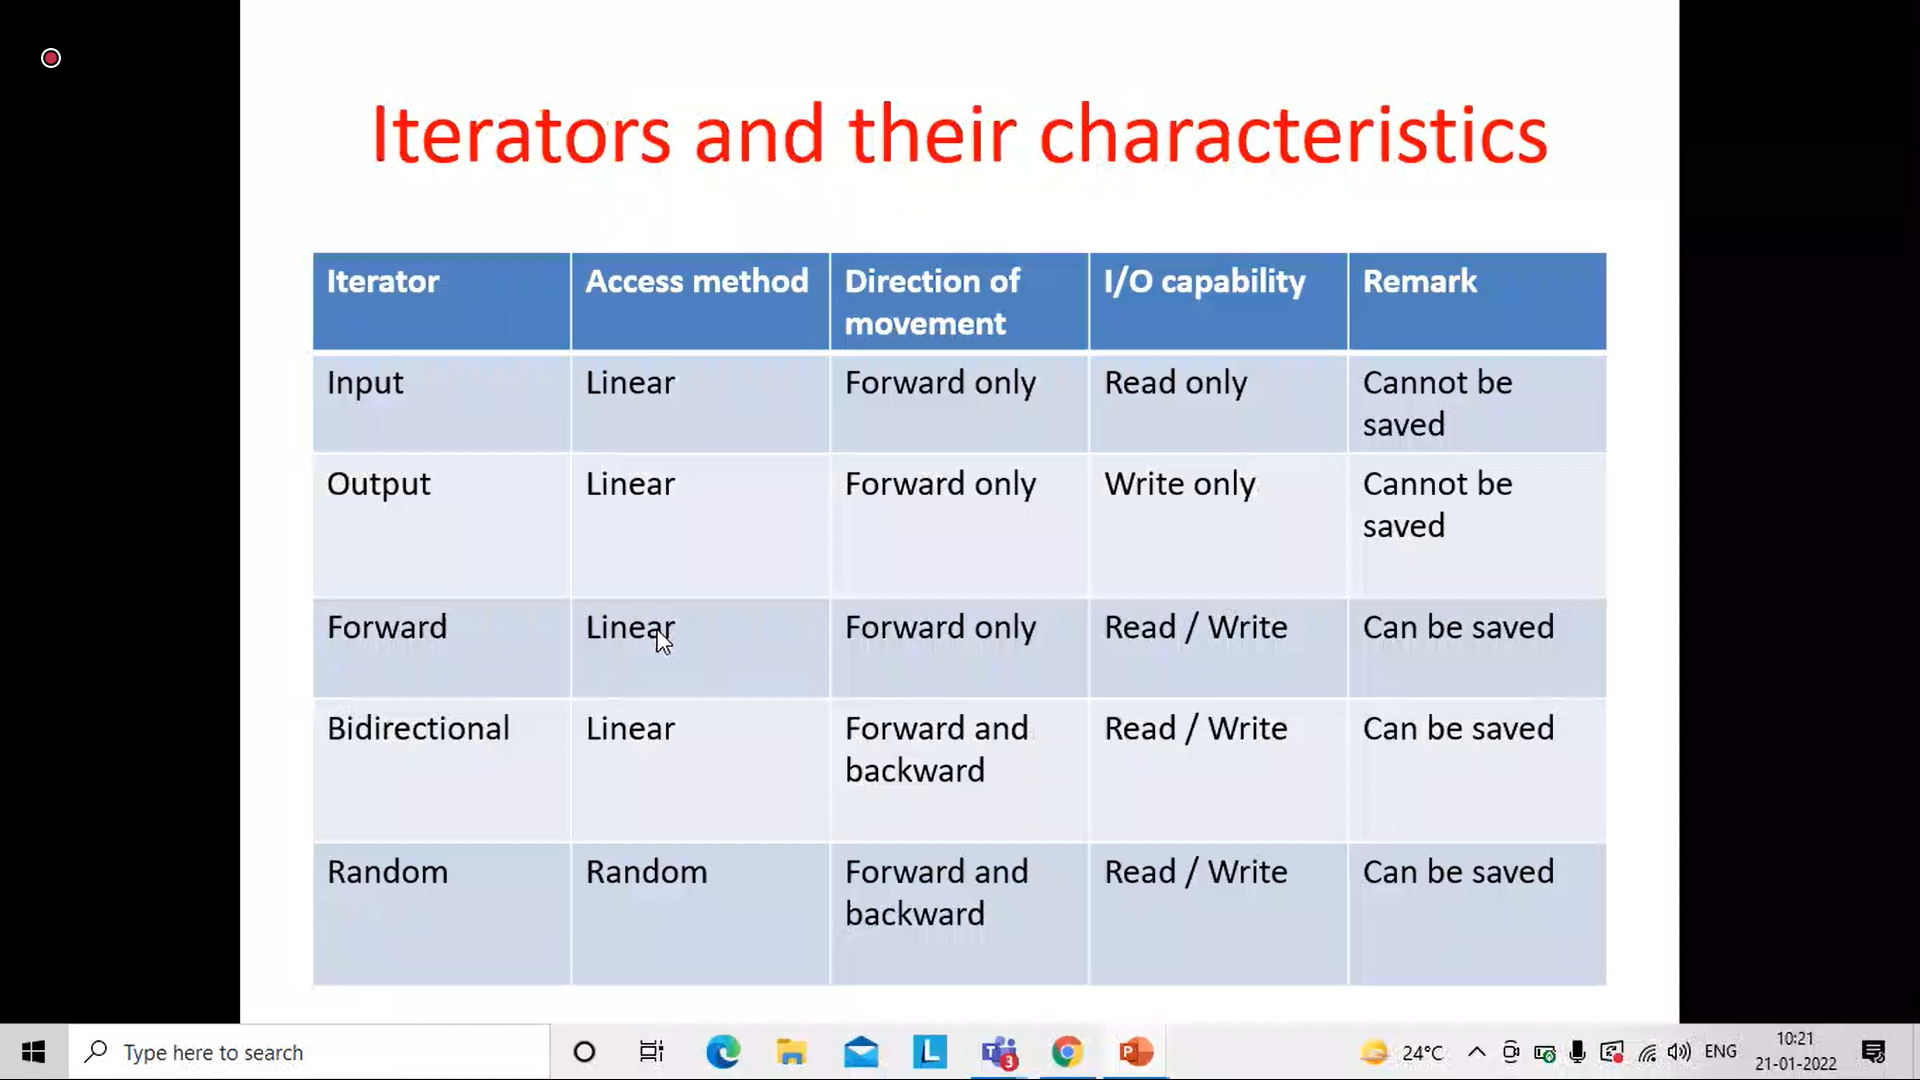 Iterators and their characteristics
Iterator Access method Direction of movement I/O capability Remark
Input Linear Forward only Read only Cannot be saved
Output Linear Forward only Write only Cannot be saved
Forward Linear Forward only Read / Write Can be saved
Bidirectional Linear Forward and backward Read / Write Can be saved
Random Random Forward and backward Read / Write Can be saved
Type here to search
L
3
P
24°C
ENG
10:21
21-01-2022